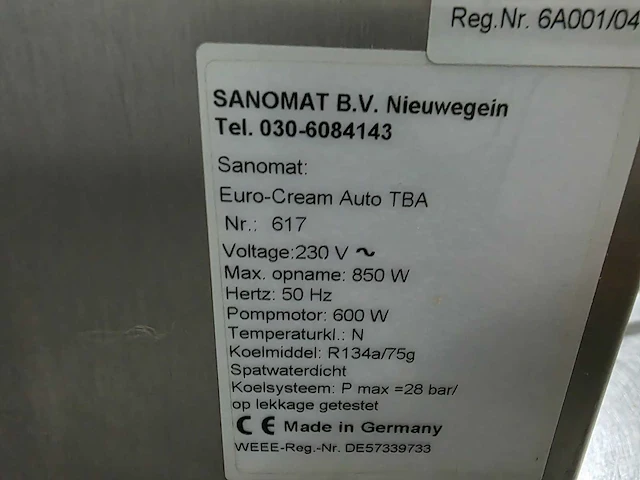 Reg.Nr. 6A001/04
SANOMAT B.V. Nieuwegein
Tel. 030-6084143
Sanomat:
Euro-Cream Auto TBA
Nr.: 617
Voltage:230 V ~
Max. opname: 850 W
Hertz: 50 Hz
Pompmotor: 600 W
Temperaturkl.: N
Koelmiddel: R134a/75g
Spatwaterdicht
Koelsysteem: P max =28 bar/
op lekkage getestet
CE Made in Germany
WEEE-Reg.-Nr. DE57339733